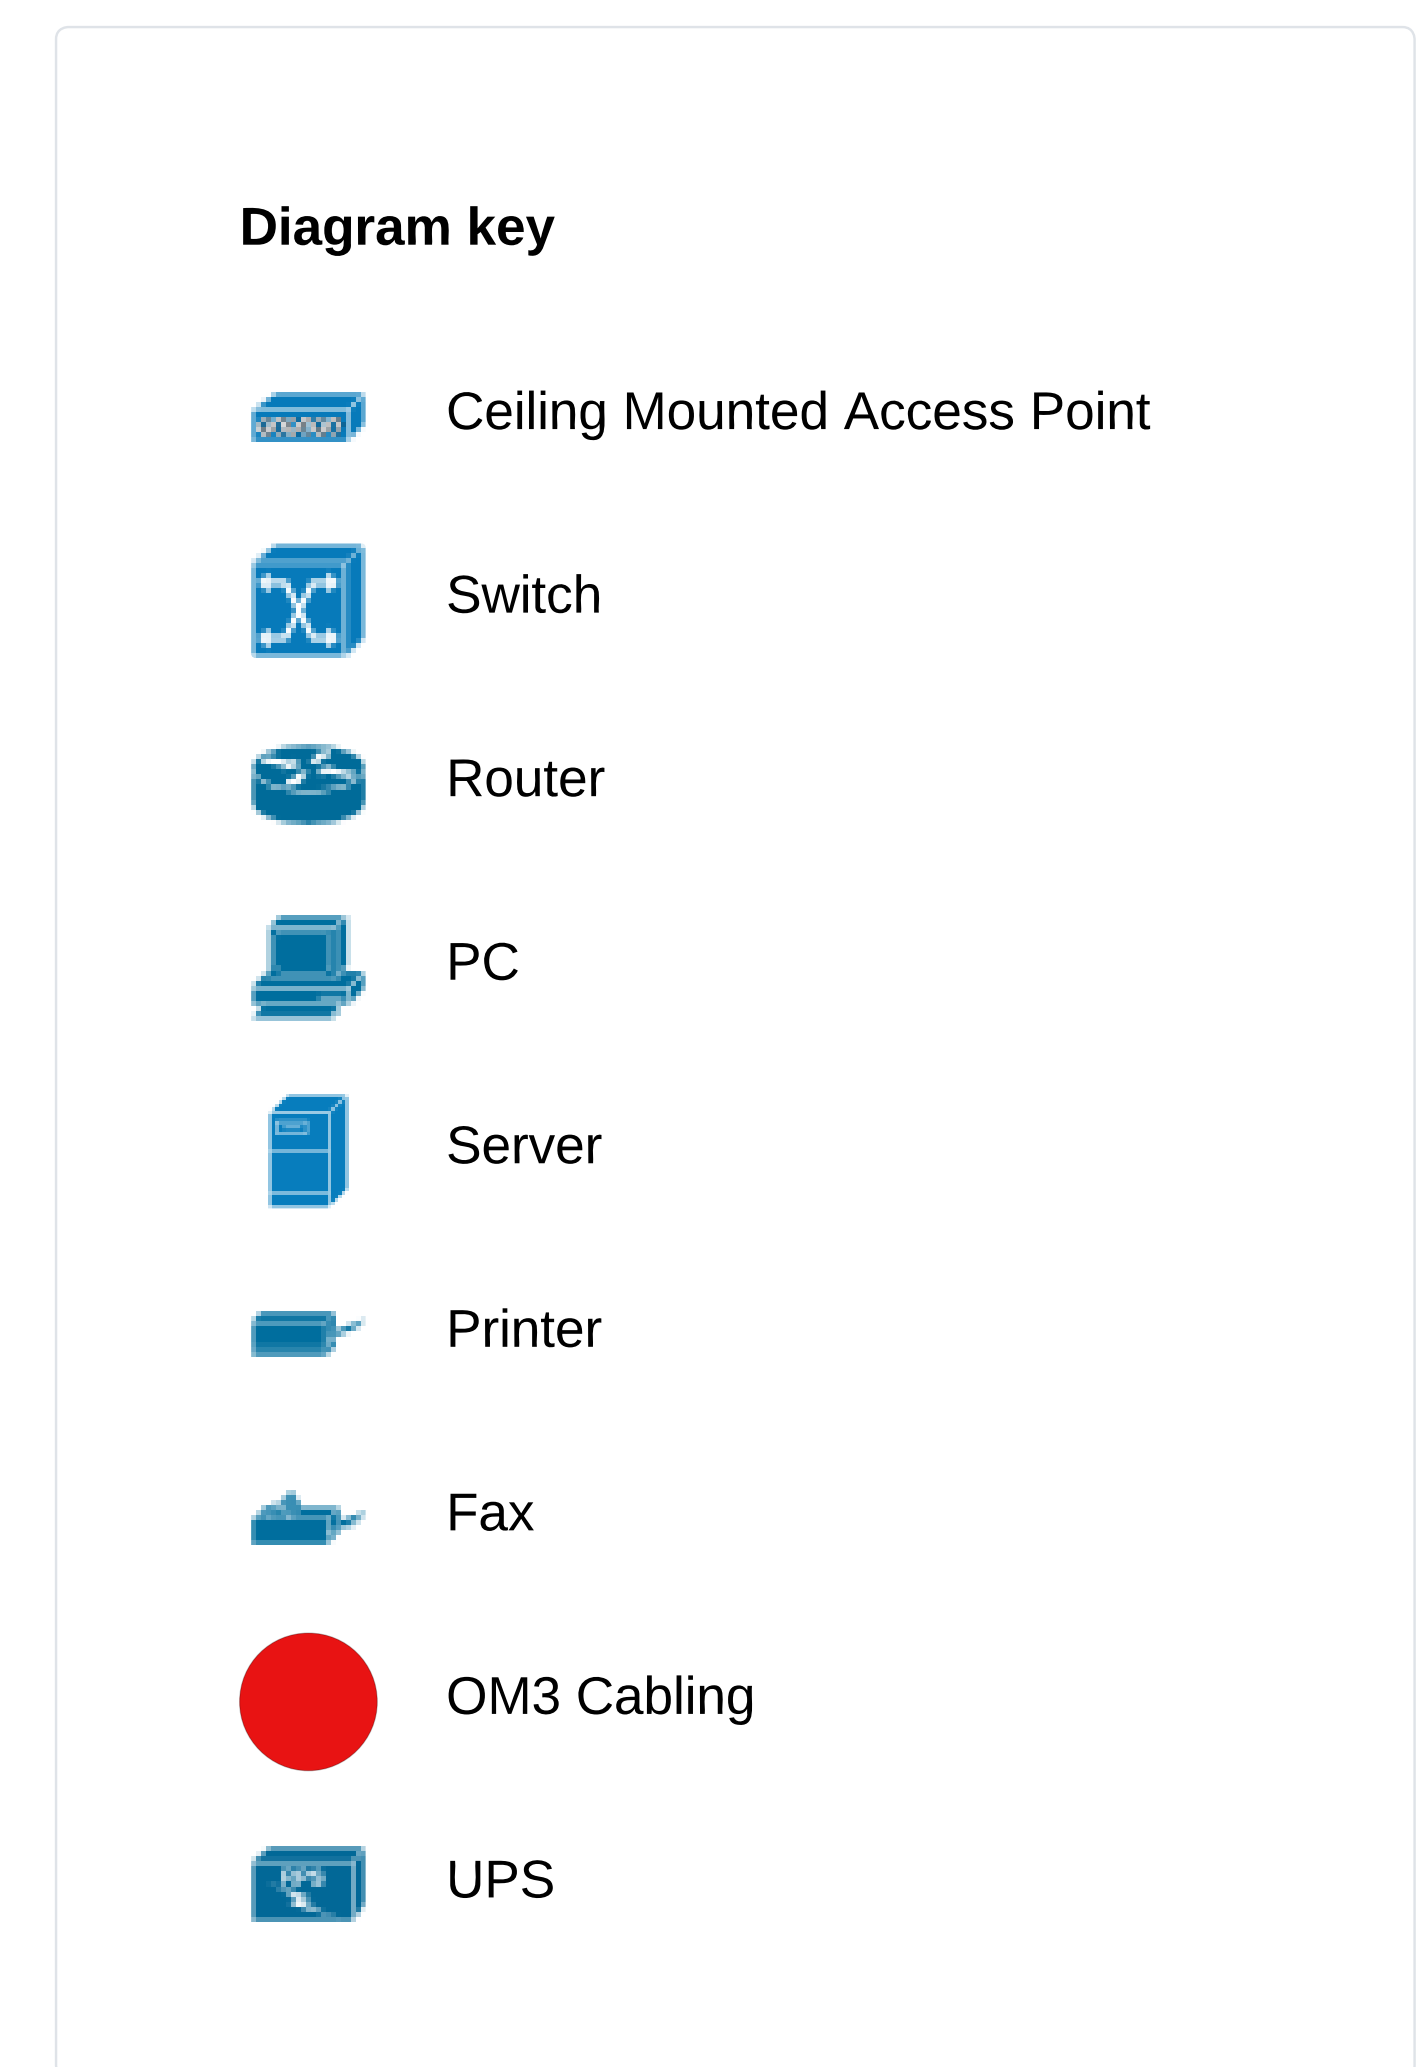 Diagram key
Ceiling Mounted Access Point
Switch
Router
PC
Server
Printer
Fax
OM3 Cabling
UPS